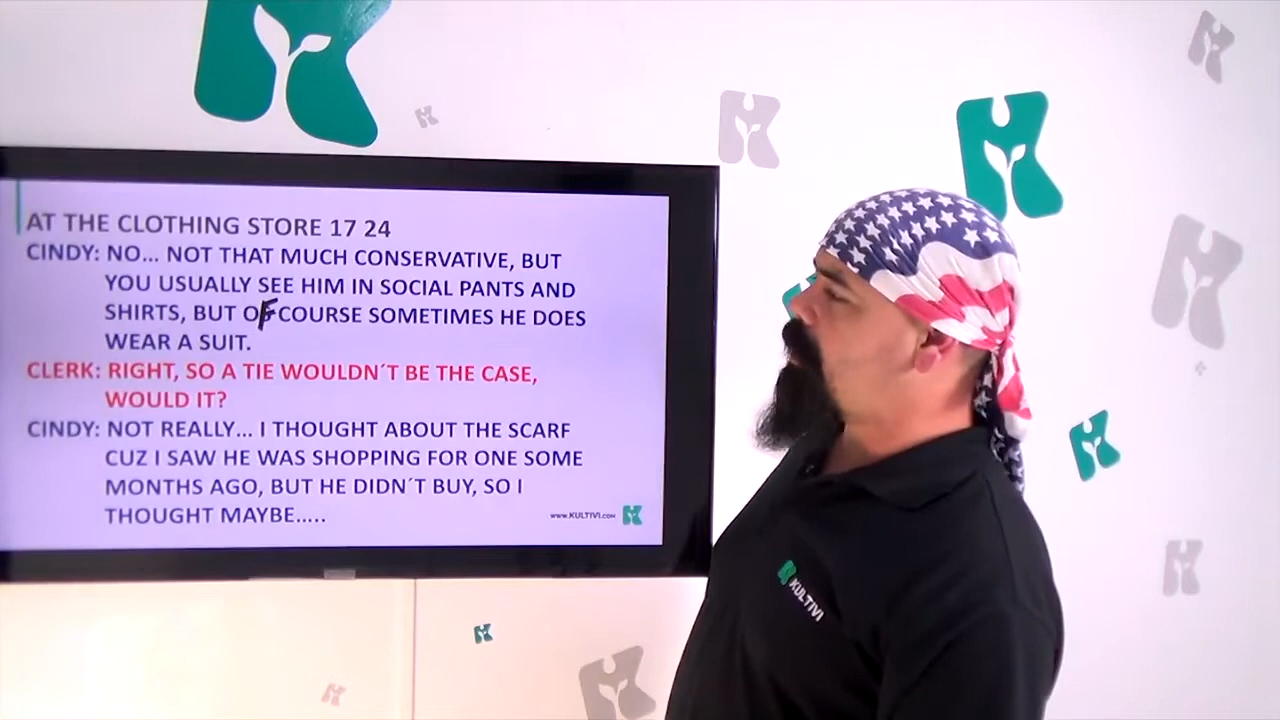 AT THE CLOTHING STORE 17 24
CINDY: NO... NOT THAT MUCH CONSERVATIVE, BUT
YOU USUALLY SEE HIM IN SOCIAL PANTS AND
SHIRTS, BUT OF COURSE SOMETIMES HE DOES
WEAR A SUIT.
CLERK: RIGHT, SO A TIE WOULDN´T BE THE CASE,
WOULD IT?
CINDY: NOT REALLY... I THOUGHT ABOUT THE SCARF
CUZ I SAW HE WAS SHOPPING FOR ONE SOME
MONTHS AGO, BUT HE DIDN´T BUY, SO I
THOUGHT MAYBE.....
www.KULTIVI.COM
KULTIVI